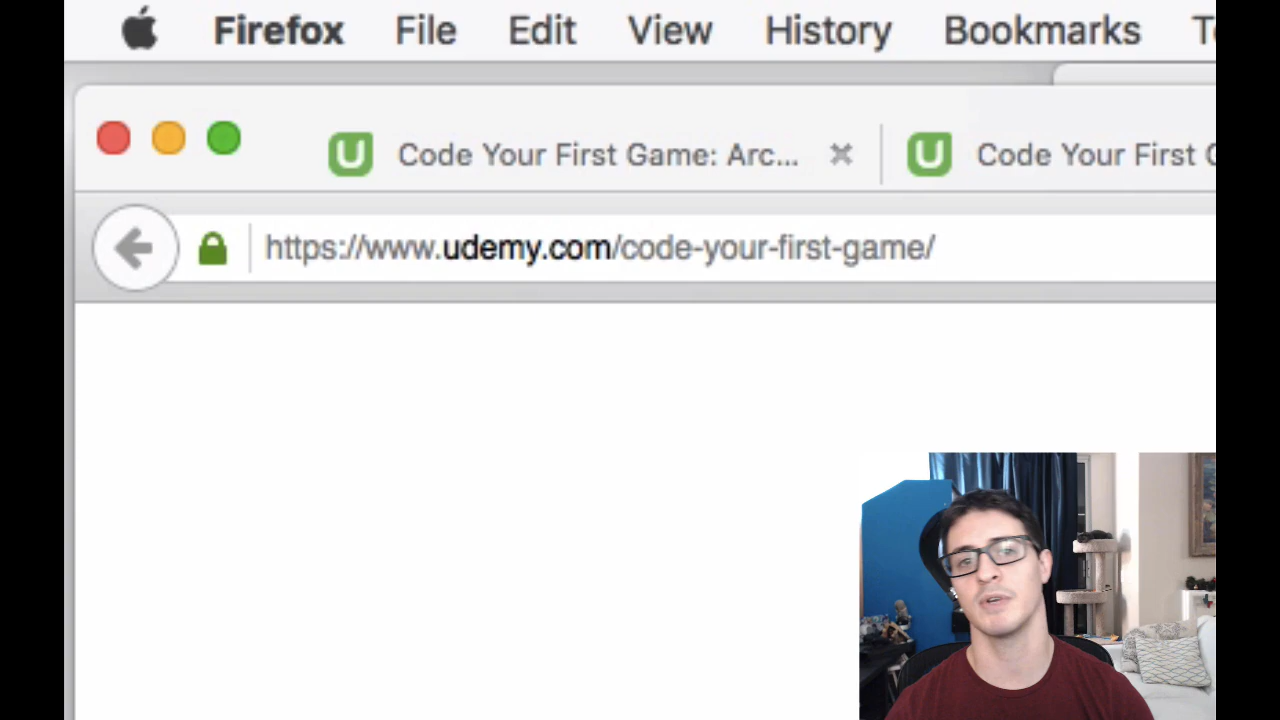 Firefox File Edit View History Bookmarks
Code Your First Game: Arc... Code Your First
https://www.udemy.com/code-your-first-game/